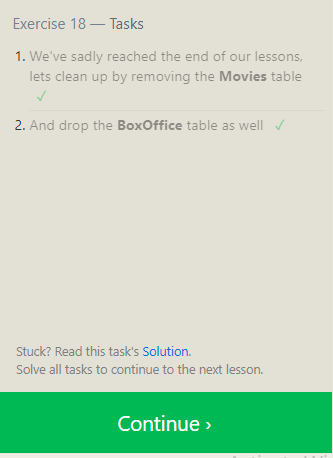 Exercise 18 — Tasks
1. We've sadly reached the end of our lessons,
lets clean up by removing the Movies table
✓
2. And drop the BoxOffice table as well ✓
Stuck? Read this task's Solution.
Solve all tasks to continue to the next lesson.
Continue ›